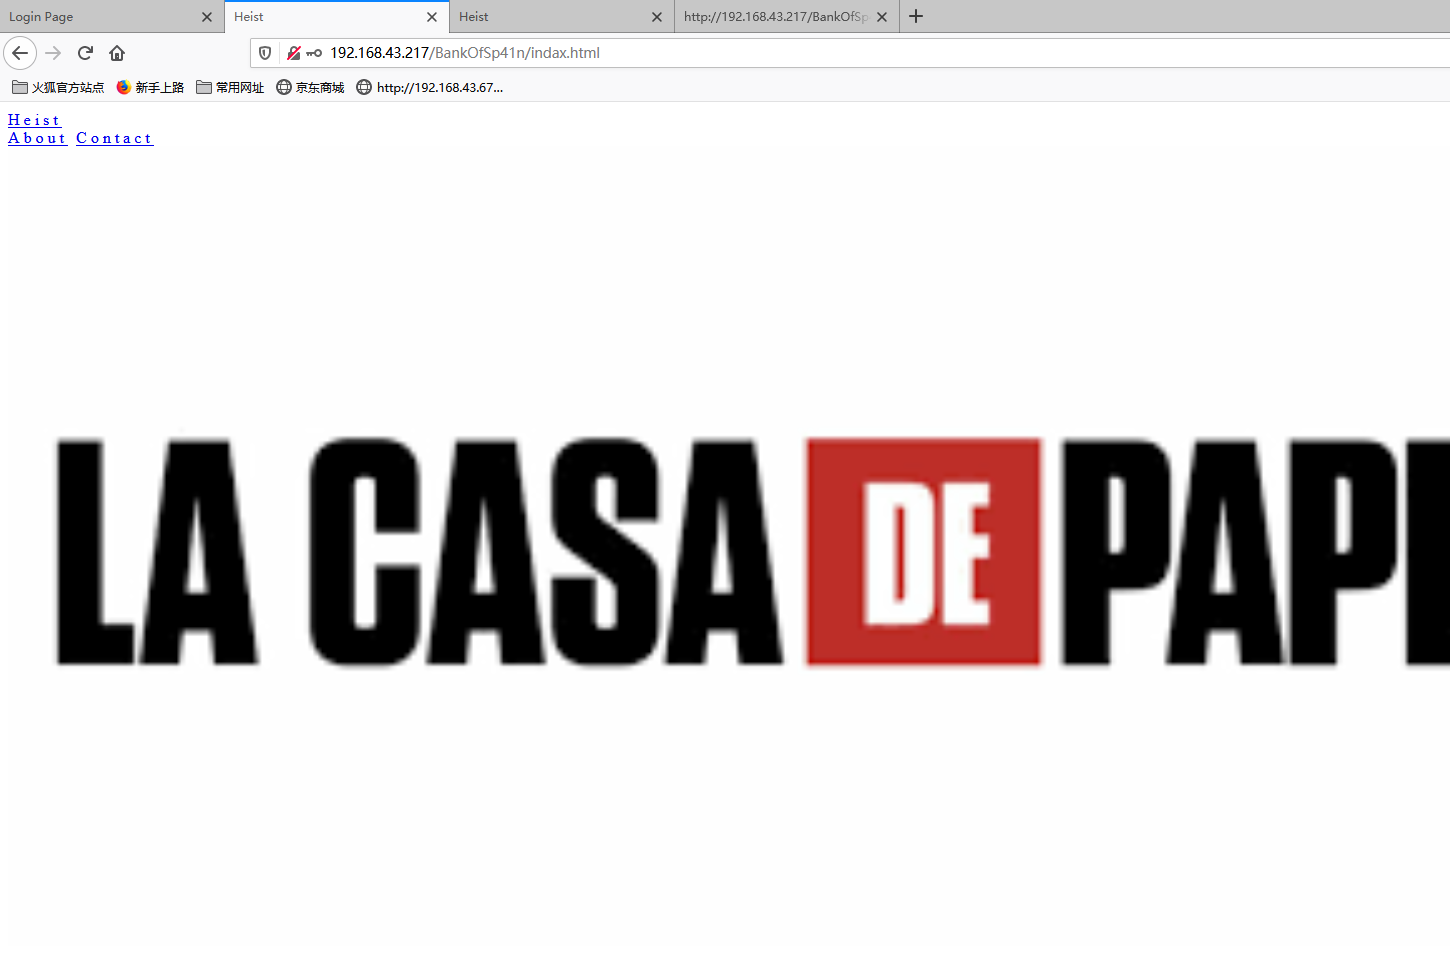 Login Page
Heist
Heist
http://192.168.43.217/BankOfSp
192.168.43.217/BankOfSp41n/indax.html
火狐官方站点 新手上路 常用网址 京东商城 http://192.168.43.67...
Heist
About Contact
LA CASA DE PAP